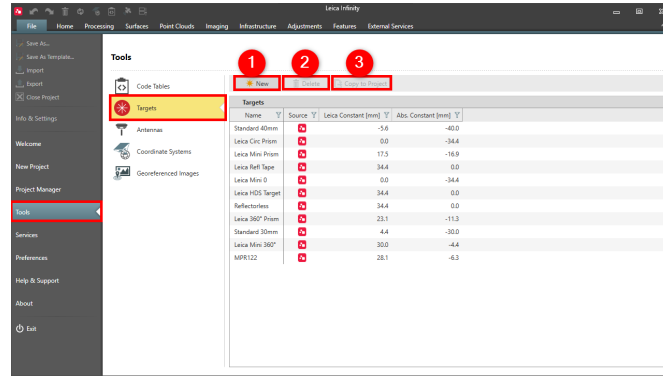 Leica Infinity
File Home Processing Surfaces Point Clouds Imaging Infrastructure Adjustments Features External Services
Save As...
Save As Template...
Import
Export
Close Project
Info & Settings
Welcome
New Project
Project Manager
Tools
Services
Preferences
Help & Support
About
Exit
Tools
Code Tables
Targets
Antennas
Coordinate Systems
Georeferenced Images
1 2 3
New Delete Copy to Project
Targets
Name Source Leica Constant [mm] Abs. Constant [mm]
Standard 40mm -5.6 -40.0
Leica Circ Prism 0.0 -34.4
Leica Mini Prism 17.5 -16.9
Leica Refl Tape 34.4 0.0
Leica Mini 0 0.0 -34.4
Leica HDS Target 34.4 0.0
Reflectorless 34.4 0.0
Leica 360° Prism 23.1 -11.3
Standard 30mm 4.4 -30.0
Leica Mini 360° 30.0 -4.4
MPR122 28.1 -6.3